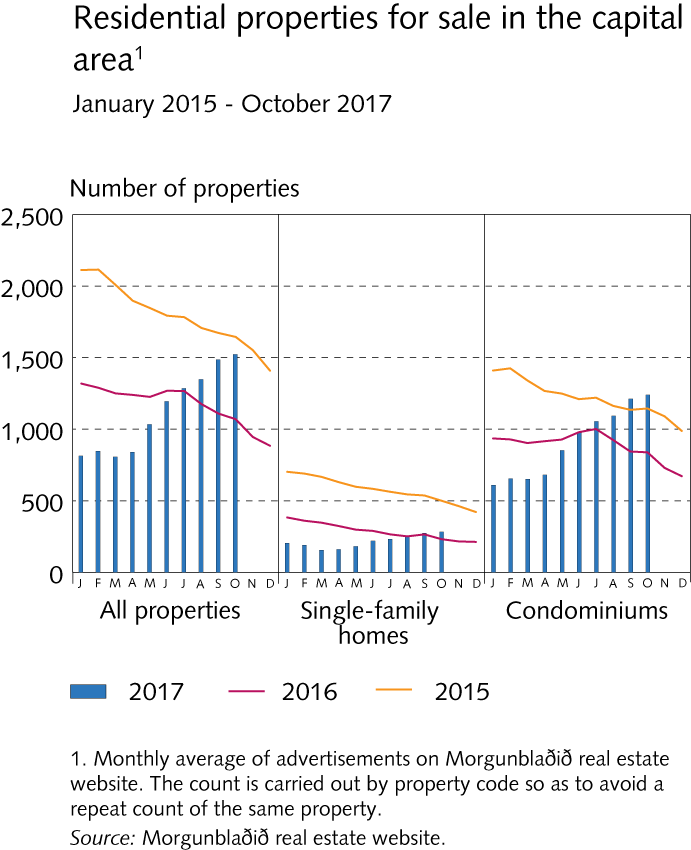 Residential properties for sale in the capital
area¹
January 2015 - October 2017
Number of properties
2,500
2,000
1,500
1,000
500
0
J F M A M J J A S O N D J F M A M J J A S O N D J F M A M J J A S O N D
All properties
Single-family
homes
Condominiums
2017 2016 2015
1. Monthly average of advertisements on Morgunblaðið real estate
website. The count is carried out by property code so as to avoid a
repeat count of the same property.
Source: Morgunblaðið real estate website.